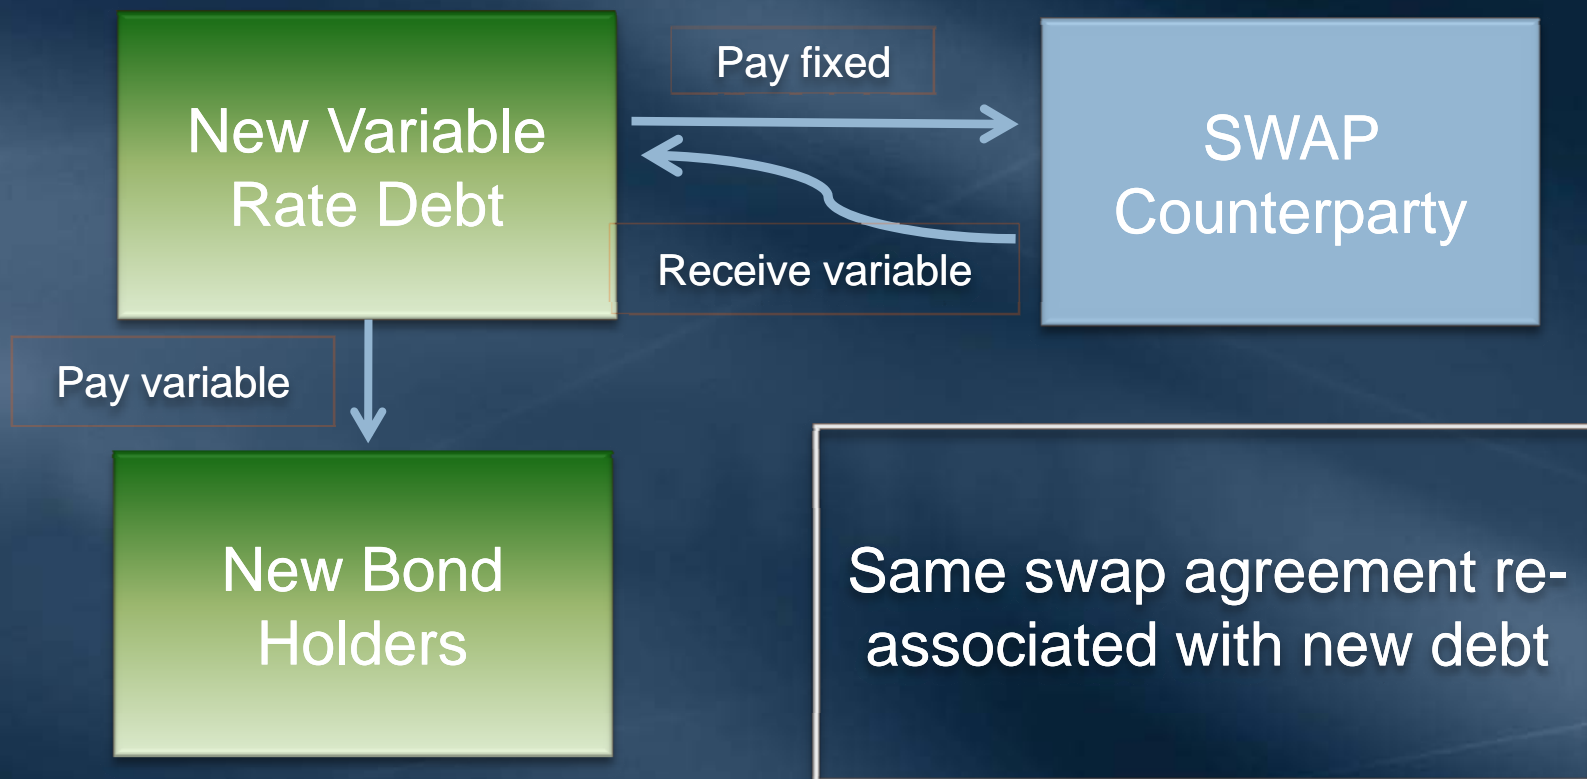 New Variable
Rate Debt
Pay fixed
SWAP
Counterparty
Receive variable
Pay variable
New Bond
Holders
Same swap agreement re-
associated with new debt